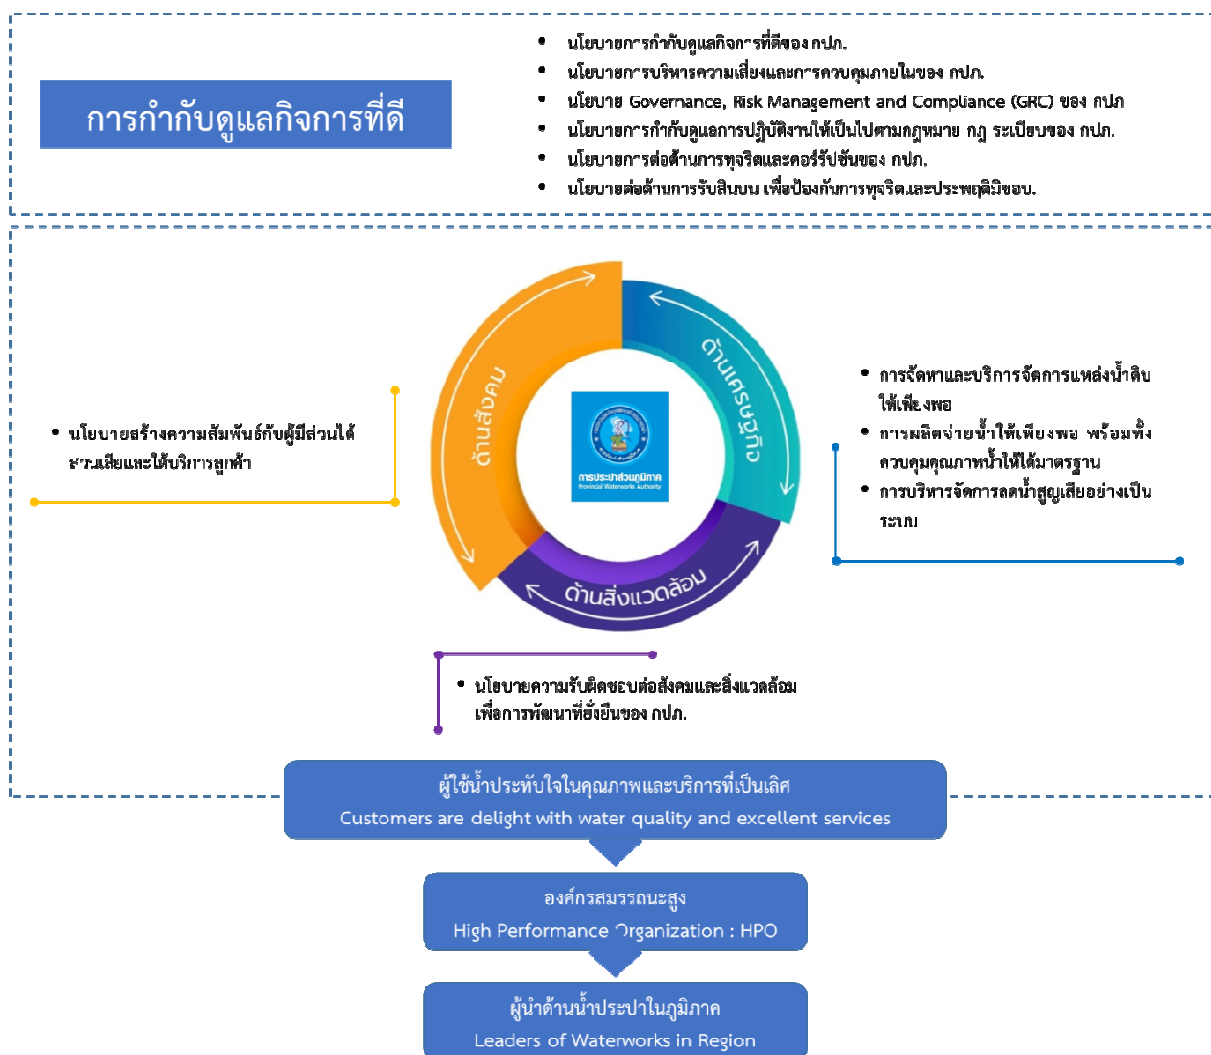 การกำกับดูแลกิจการที่ดี
• นโยบายการกำกับดูแลกิจการที่ดีของ กปภ.
• นโยบายการบริหารความเสี่ยงและการควบคุมภายในของ กปภ.
• นโยบาย Governance, Risk Management and Compliance (GRC) ของ กปภ
• นโยบายการกำกับดูแลการปฏิบัติงานให้เป็นไปตามกฎหมาย กฎ ระเบียบของ กปภ.
• นโยบายการต่อต้านการทุจริตและคอร์รัปชันของ กปภ.
• นโยบายต่อต้านการรับสินบน เพื่อป้องกันการทุจริตและประพฤติมิชอบ.
ด้านสังคม
ด้านเศรษฐกิจ
ด้านสิ่งแวดล้อม
การประปาส่วนภูมิภาค
Provincial Waterworks Authority
• นโยบายสร้างความสัมพันธ์กับผู้มีส่วนได้
ส่วนเสียและให้บริการลูกค้า
• การจัดหาและบริการจัดการแหล่งน้ำดิบ
ให้เพียงพอ
• การผลิตจ่ายน้ำให้เพียงพอ พร้อมทั้ง
ควบคุมคุณภาพน้ำให้ได้มาตรฐาน
• การบริหารจัดการลดน้ำสูญเสียอย่างเป็น
ระบบ
• นโยบายความรับผิดชอบต่อสังคมและสิ่งแวดล้อม
เพื่อการพัฒนาที่ยั่งยืนของ กปภ.
ผู้ใช้น้ำประทับใจในคุณภาพและบริการที่เป็นเลิศ
Customers are delight with water quality and excellent services
องค์กรสมรรถนะสูง
High Performance Organization : HPO
ผู้นำด้านน้ำประปาในภูมิภาค
Leaders of Waterworks in Region